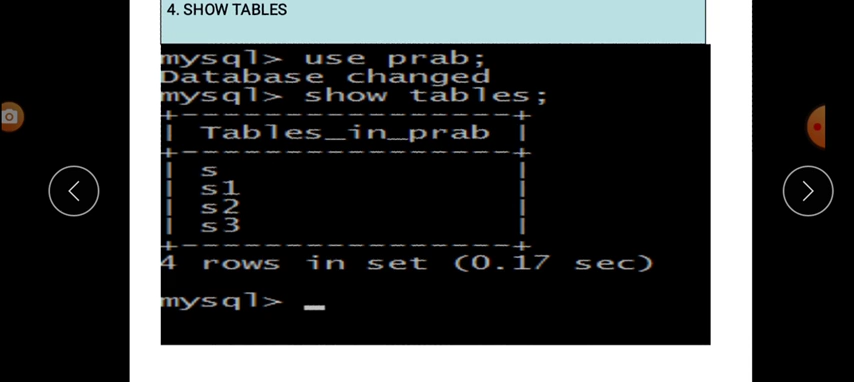 4. SHOW TABLES
mysql> use prab;
Database changed
mysql> show tables;
+----------------+
| Tables_in_prab |
+----------------+
| s              |
| s1             |
| s2             |
| s3             |
+----------------+
4 rows in set (0.17 sec)
mysql> _